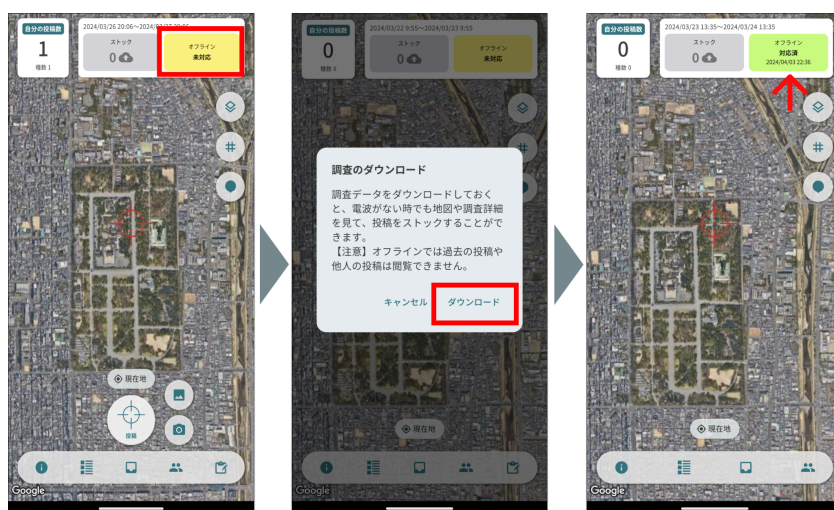 自分の投稿数
1
種数 1
2024/03/26 20:06〜2024/03/27 20:06
ストック
0
オフライン
未対応
現在地
投稿
Google
自分の投稿数
0
種数 0
2024/03/22 9:55〜2024/03/23 9:55
ストック
0
オフライン
未対応
調査のダウンロード
調査データをダウンロードしておく
と、電波がない時でも地図や調査詳細
を見て、投稿をストックすることがで
きます。
【注意】オフラインでは過去の投稿や
他人の投稿は閲覧できません。
キャンセル
ダウンロード
現在地
Google
自分の投稿数
0
種数 0
2024/03/23 13:35〜2024/03/24 13:35
ストック
0
オフライン
対応済
2024/04/03 22:36
現在地
Google